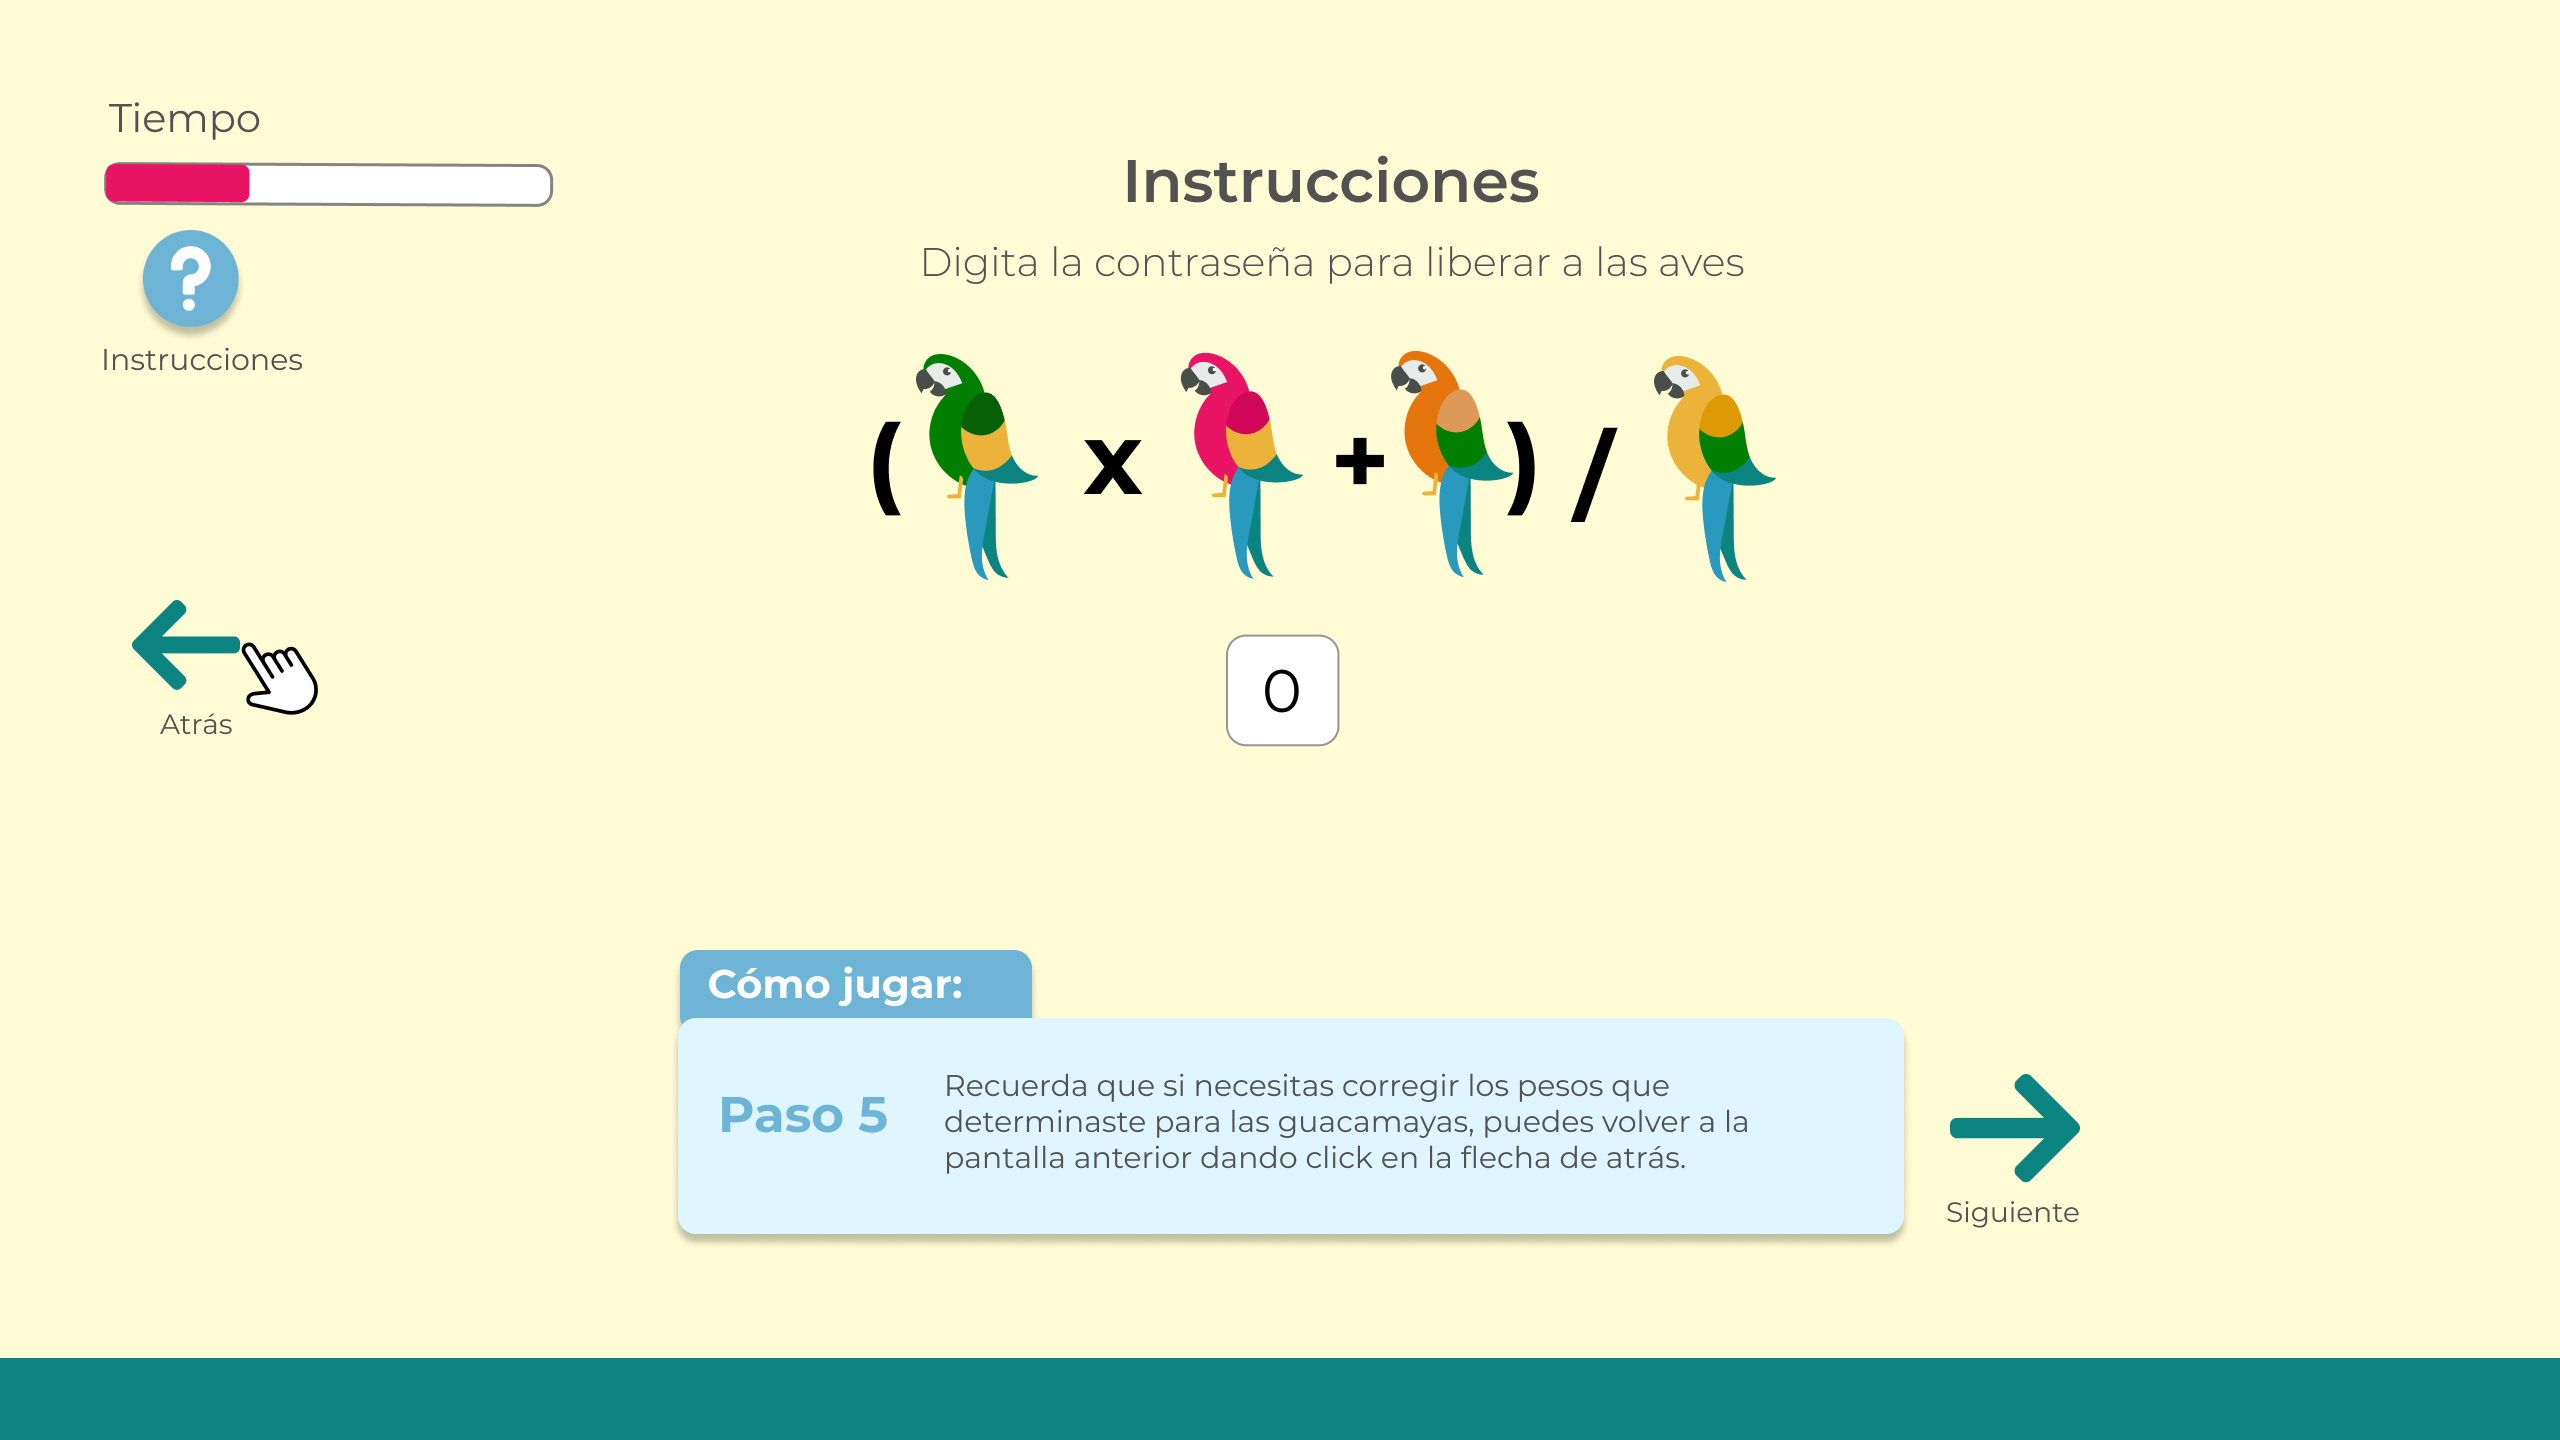 Tiempo
Instrucciones
Instrucciones
Digita la contraseña para liberar a las aves
( x + ) /
0
Atrás
Cómo jugar:
Paso 5
Recuerda que si necesitas corregir los pesos que
determinaste para las guacamayas, puedes volver a la
pantalla anterior dando click en la flecha de atrás.
Siguiente